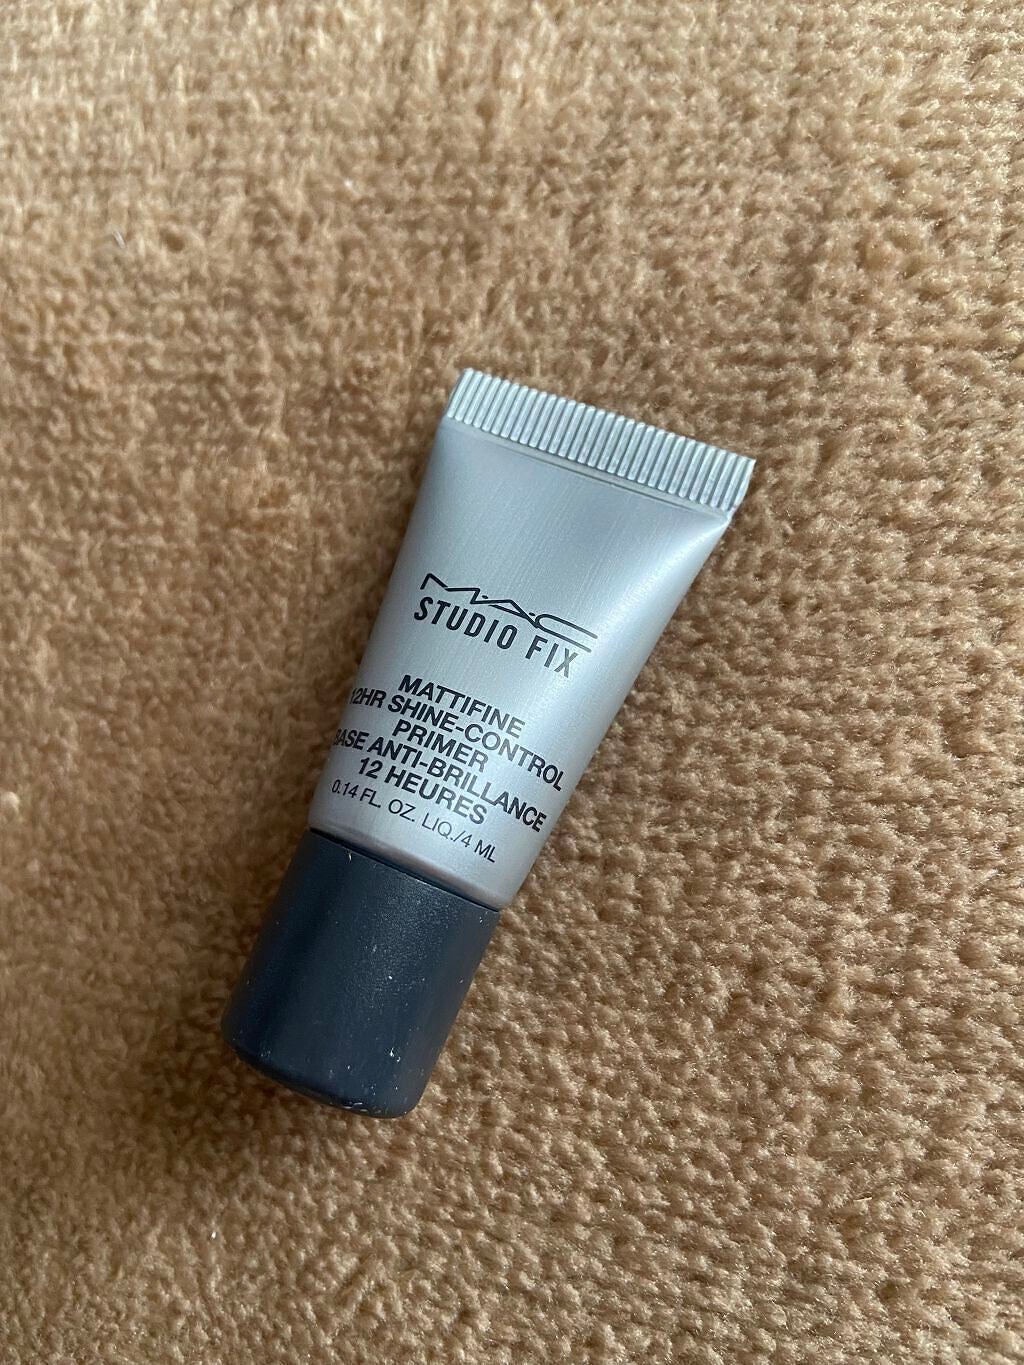 MAC
STUDIO FIX
MATTIFINE
12HR SHINE-CONTROL
PRIMER
BASE ANTI-BRILLANCE
12 HEURES
0.14 FL. OZ. LIQ./4 ML